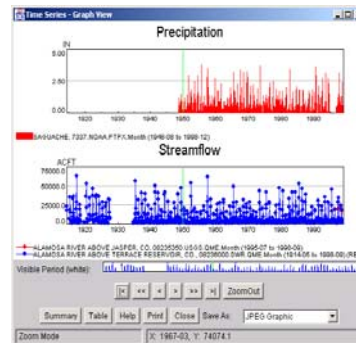 Time Series - Graph View
Precipitation
IN
5.00
2.50
0.00
1920 1930 1940 1950 1960 1970 1980 1990
SAGUACHE, 7337.NOAA.PTPX.Month (1948-08 to 1998-12)
Streamflow
ACFT
75000.0
50000.0
25000.0
0.0
1920 1930 1940 1950 1960 1970 1980 1990
ALAMOSA RIVER ABOVE JASPER, CO, 08235350.USGS.QME.Month (1995-07 to 1998-09)
ALAMOSA RIVER ABOVE TERRACE RESERVOIR, CO, 08236000.DWR.QME.Month (1914-05 to 1998-09) (RE
Visible Period (white):
|< << < > >> >| ZoomOut
Summary Table Help Print Close Save As: JPEG Graphic
Zoom Mode X: 1967-03, Y: 74074.1